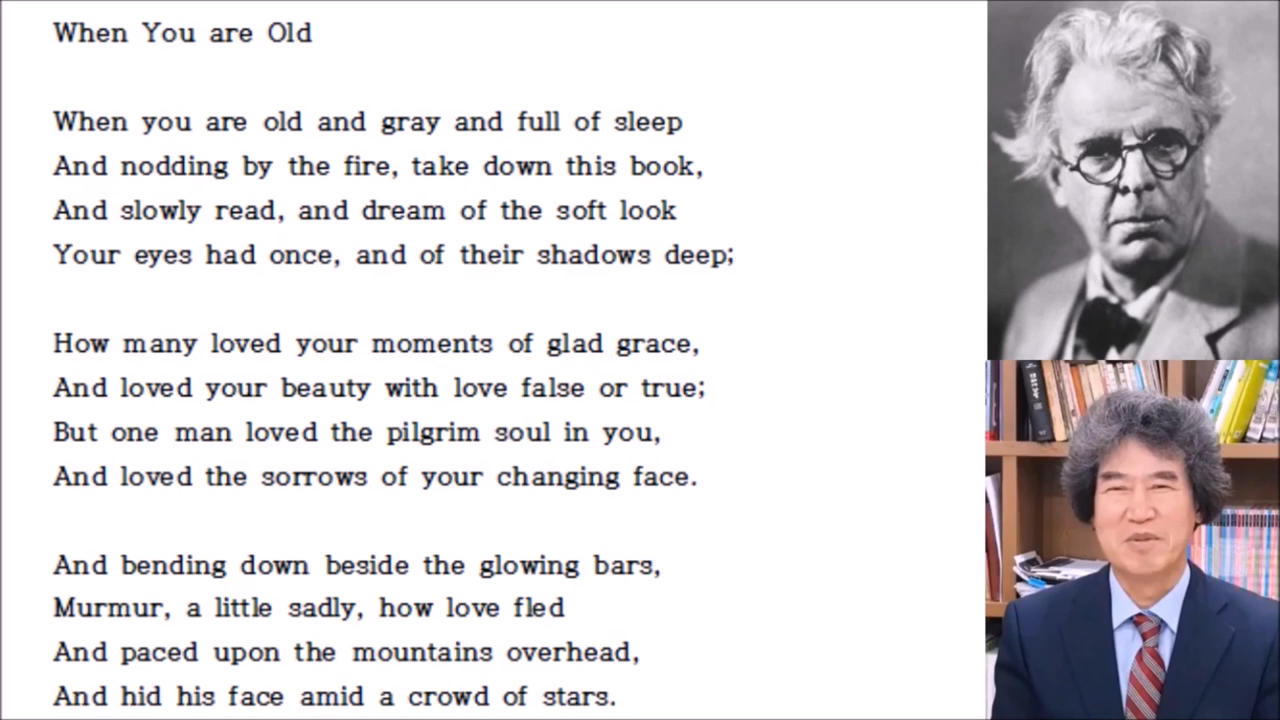 When You are Old
When you are old and gray and full of sleep
And nodding by the fire, take down this book,
And slowly read, and dream of the soft look
Your eyes had once, and of their shadows deep;
How many loved your moments of glad grace,
And loved your beauty with love false or true;
But one man loved the pilgrim soul in you,
And loved the sorrows of your changing face.
And bending down beside the glowing bars,
Murmur, a little sadly, how love fled
And paced upon the mountains overhead,
And hid his face amid a crowd of stars.